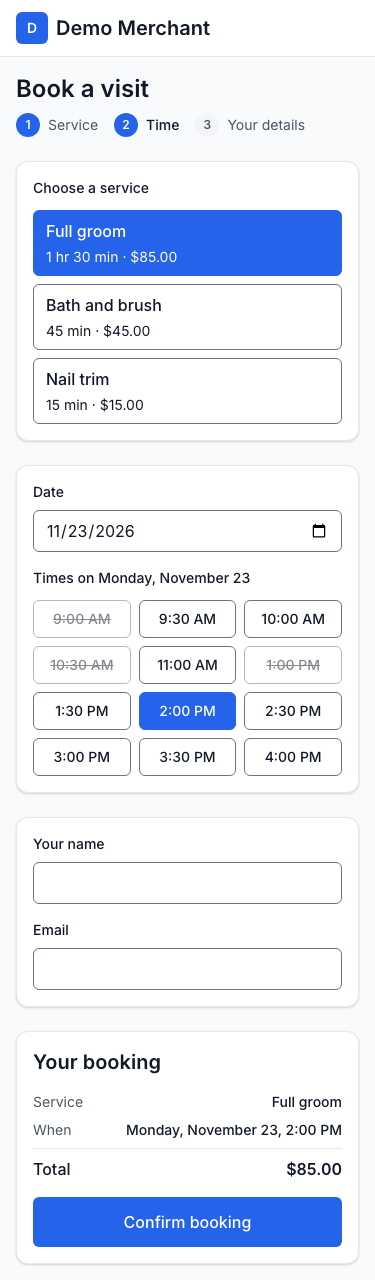 D Demo Merchant
Book a visit
1 Service 2 Time 3 Your details
Choose a service
Full groom
1 hr 30 min · $85.00
Bath and brush
45 min · $45.00
Nail trim
15 min · $15.00
Date
11/23/2026
Times on Monday, November 23
9:00 AM 9:30 AM 10:00 AM
10:30 AM 11:00 AM 1:00 PM
1:30 PM 2:00 PM 2:30 PM
3:00 PM 3:30 PM 4:00 PM
Your name
Email
Your booking
Service Full groom
When Monday, November 23, 2:00 PM
Total $85.00
Confirm booking